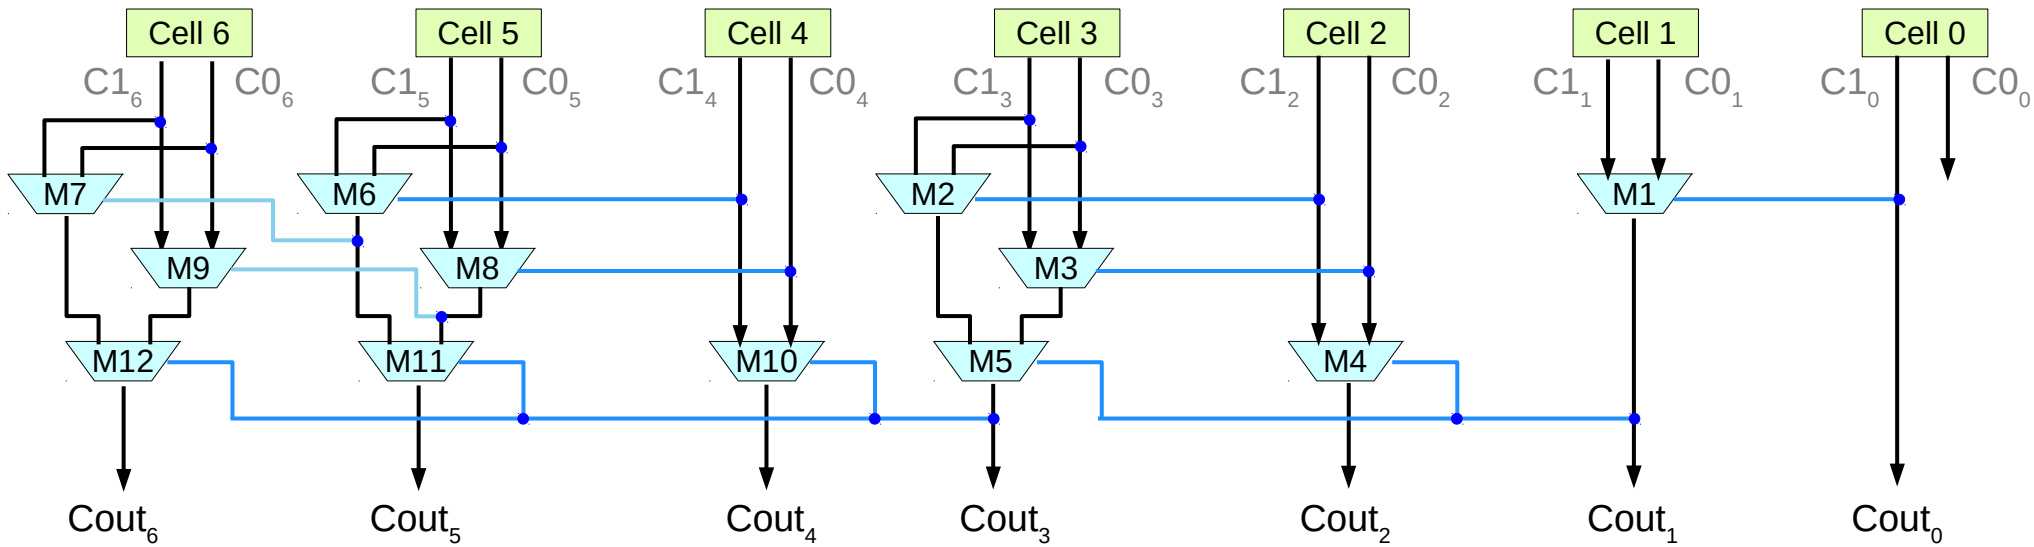 Cell 6 Cell 5 Cell 4 Cell 3 Cell 2 Cell 1 Cell 0
C1₆ C0₆ C1₅ C0₅ C1₄ C0₄ C1₃ C0₃ C1₂ C0₂ C1₁ C0₁ C1₀ C0₀
M7 M6 M2 M1
M9 M8 M3
M12 M11 M10 M5 M4
Cout₆ Cout₅ Cout₄ Cout₃ Cout₂ Cout₁ Cout₀